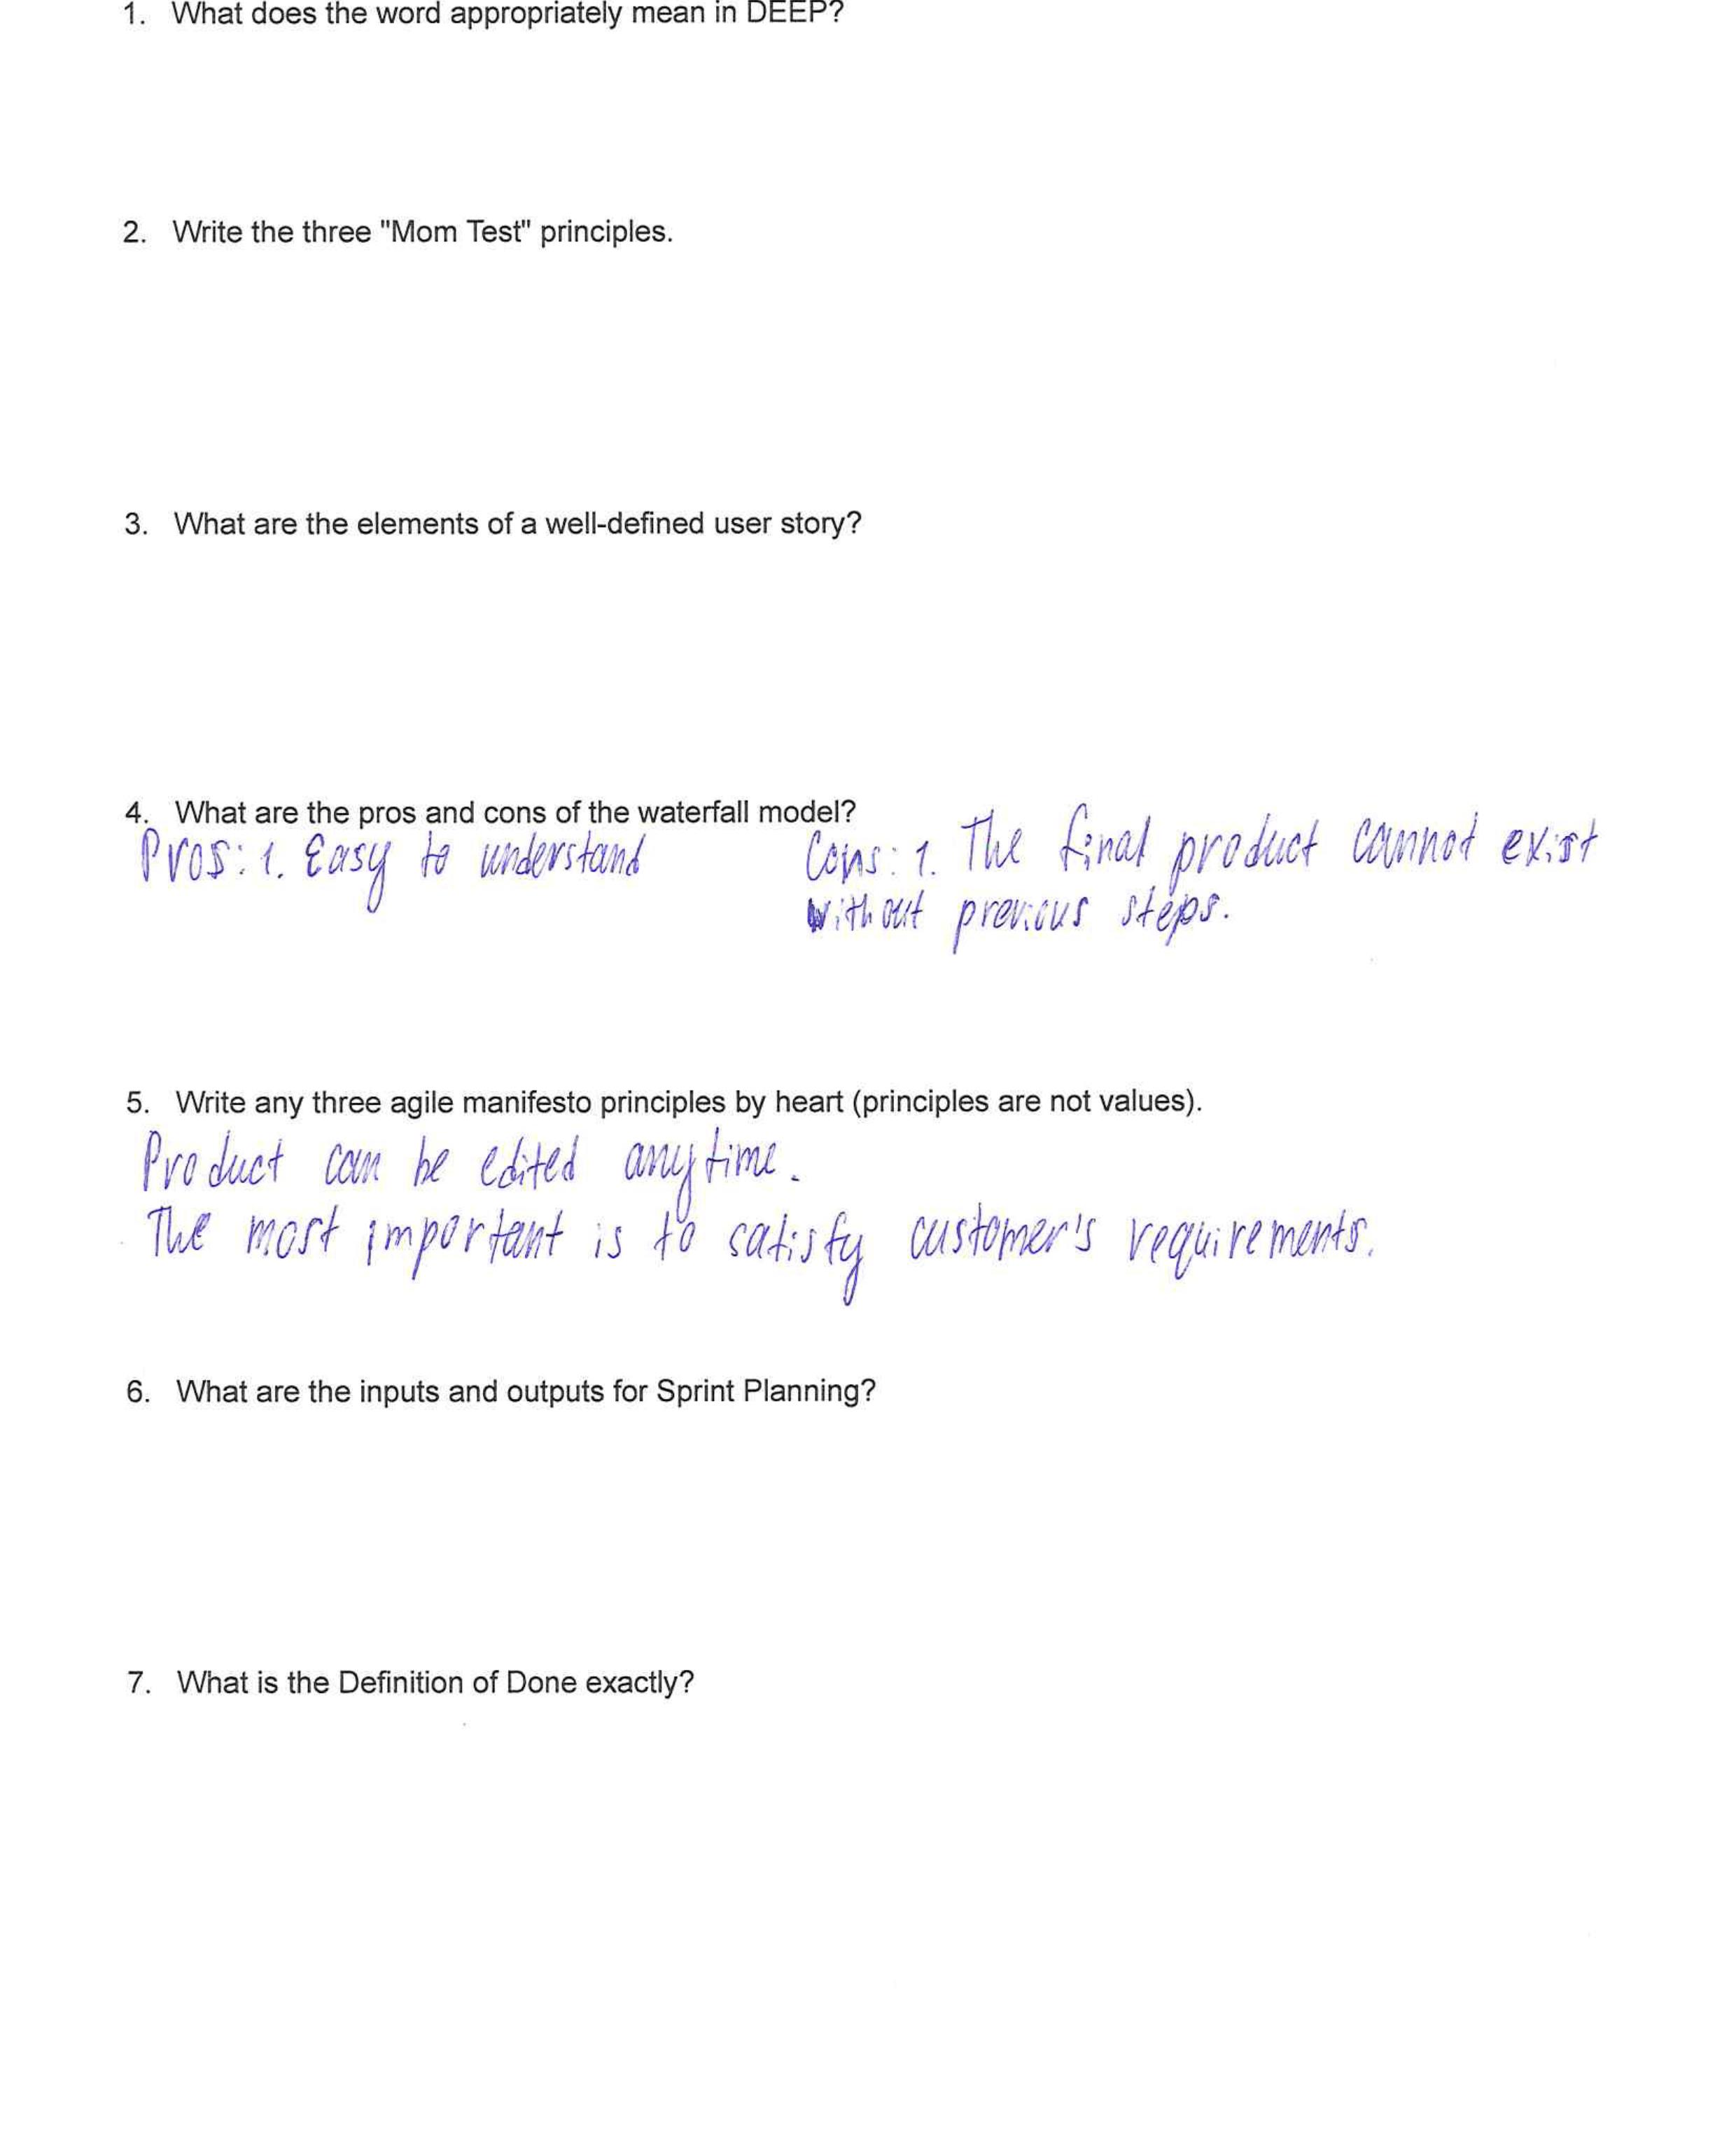 1. What does the word appropriately mean in DEEP?
2. Write the three "Mom Test" principles.
3. What are the elements of a well-defined user story?
4. What are the pros and cons of the waterfall model?
Pros: 1. Easy to understand
Cons: 1. The final product cannot exist
without previous steps.
5. Write any three agile manifesto principles by heart (principles are not values).
Product can be edited anytime.
The most important is to satisfy customer's requirements.
6. What are the inputs and outputs for Sprint Planning?
7. What is the Definition of Done exactly?